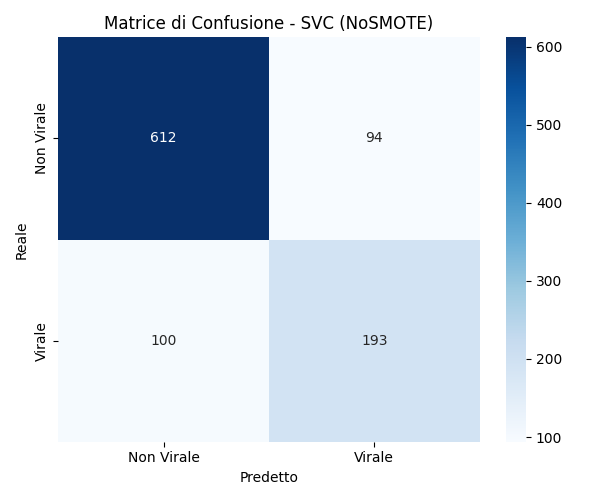 Matrice di Confusione - SVC (NoSMOTE)
Non Virale
612
94
Reale
Virale
100
193
Non Virale
Virale
Predetto
600
500
400
300
200
100